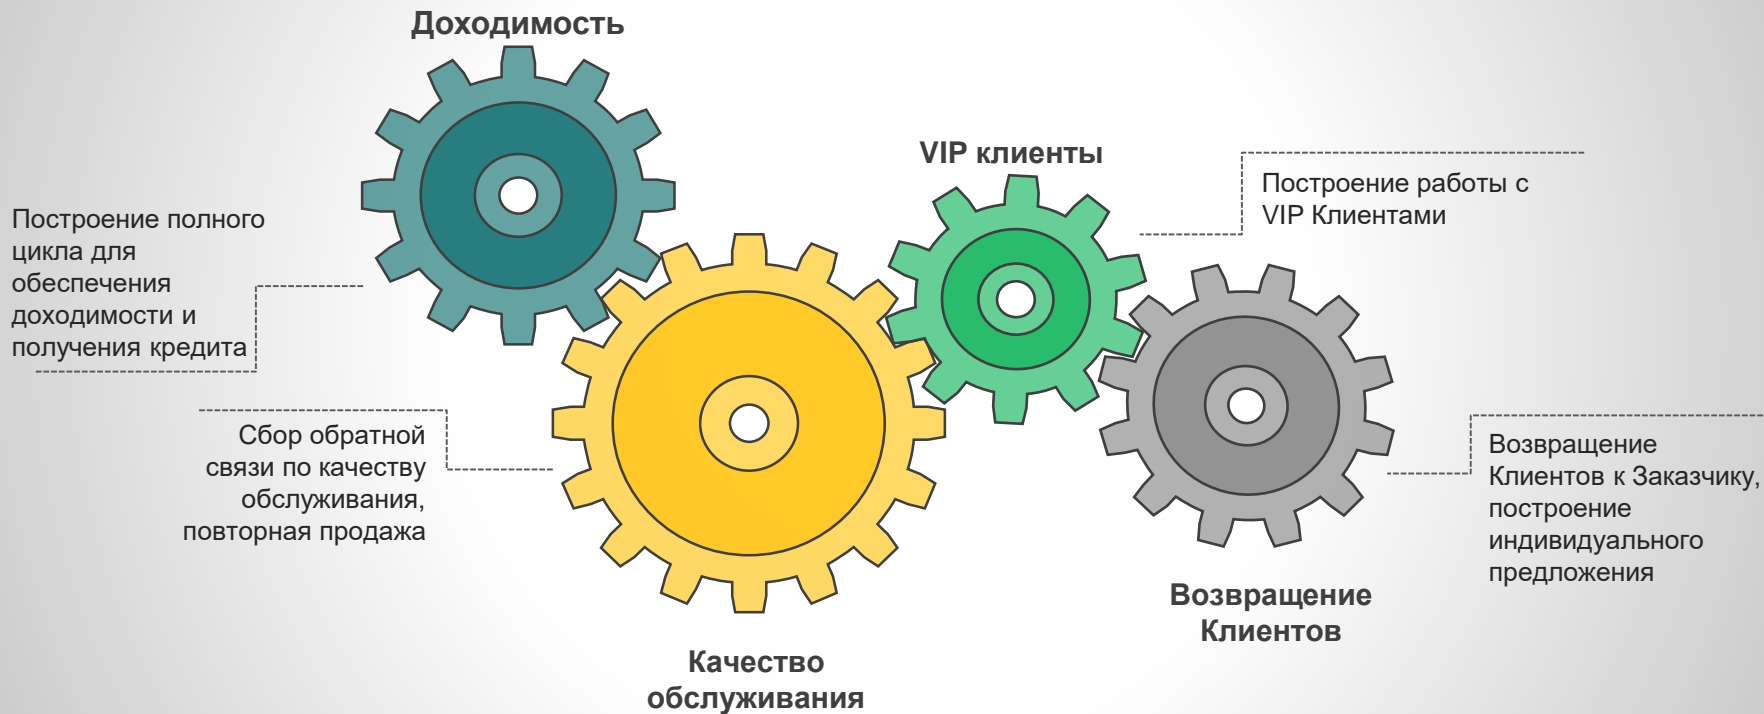 Доходимость
Построение полного
цикла для
обеспечения
доходимости и
получения кредита
Сбор обратной
связи по качеству
обслуживания,
повторная продажа
Качество
обслуживания
VIP клиенты
Построение работы с
VIP Клиентами
Возвращение
Клиентов к Заказчику,
построение
индивидуального
предложения
Возвращение
Клиентов